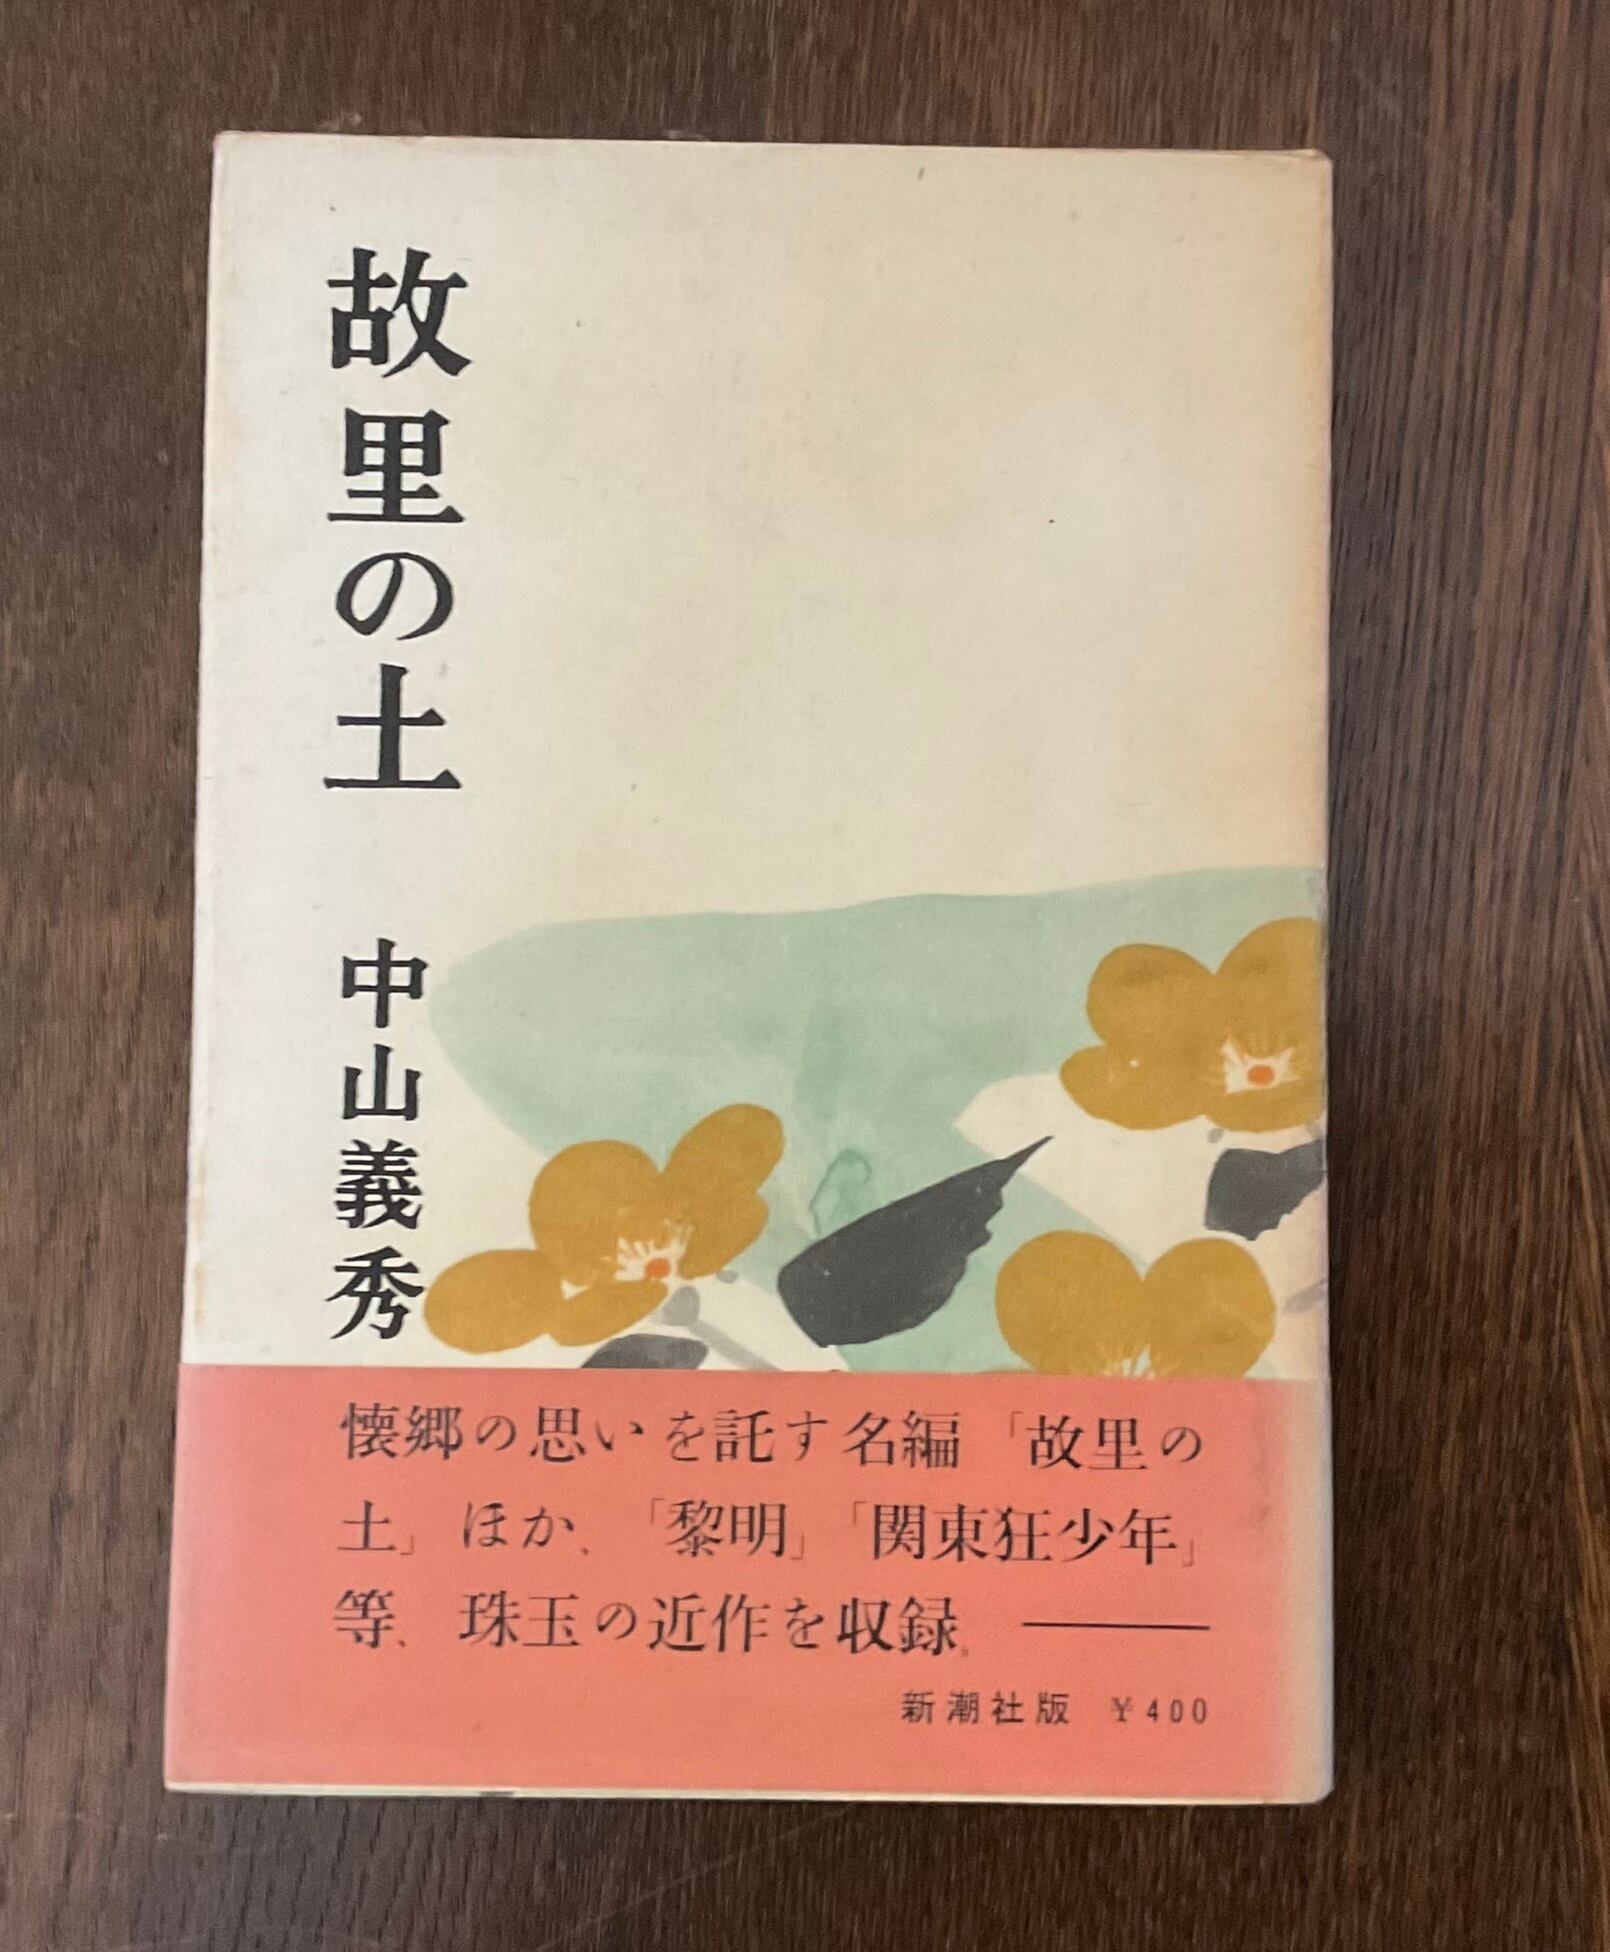 故里の土
中山義秀
懐郷の思いを託す名編「故里の
土」ほか、「黎明」「関東狂少年」
等、珠玉の近作を収録。――
新潮社版 ¥400